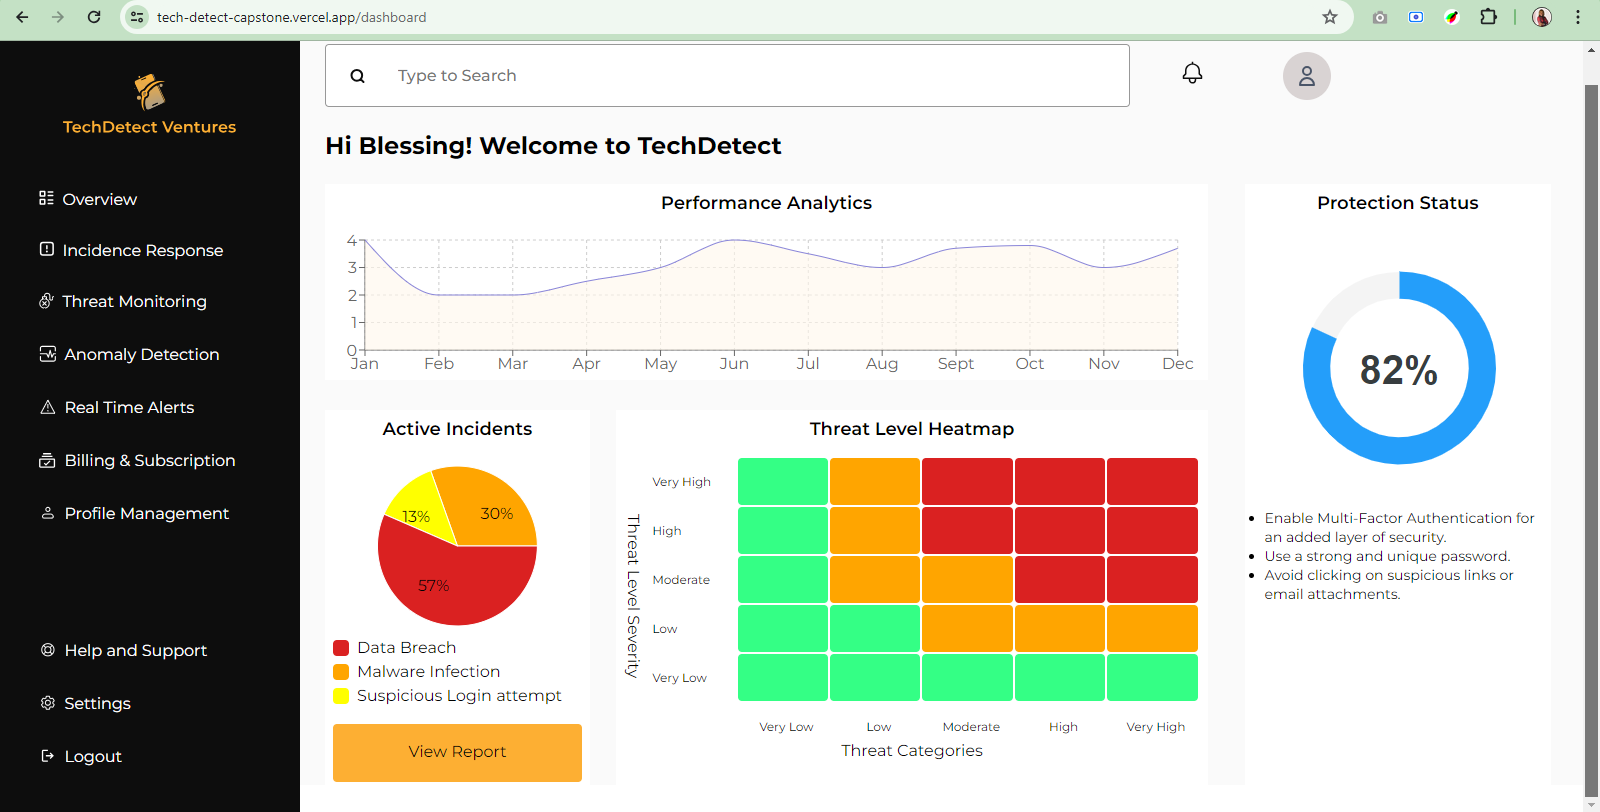 tech-detect-capstone.vercel.app/dashboard
TechDetect Ventures
Overview
Incidence Response
Threat Monitoring
Anomaly Detection
Real Time Alerts
Billing & Subscription
Profile Management
Help and Support
Settings
Logout
Type to Search
Hi Blessing! Welcome to TechDetect
Performance Analytics
4
3
2
1
0
Jan Feb Mar Apr May Jun Jul Aug Sept Oct Nov Dec
Protection Status
82%
Enable Multi-Factor Authentication for
an added layer of security.
Use a strong and unique password.
Avoid clicking on suspicious links or
email attachments.
Active Incidents
13%
30%
57%
Data Breach
Malware Infection
Suspicious Login attempt
View Report
Threat Level Heatmap
Threat Level Severity
Very High
High
Moderate
Low
Very Low
Very Low Low Moderate High Very High
Threat Categories